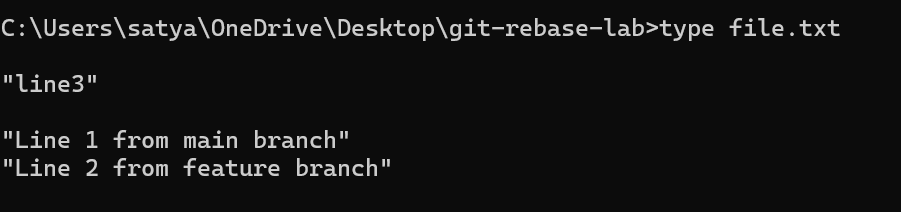 C:\Users\satya\OneDrive\Desktop\git-rebase-lab>type file.txt
"line3"
"Line 1 from main branch"
"Line 2 from feature branch"